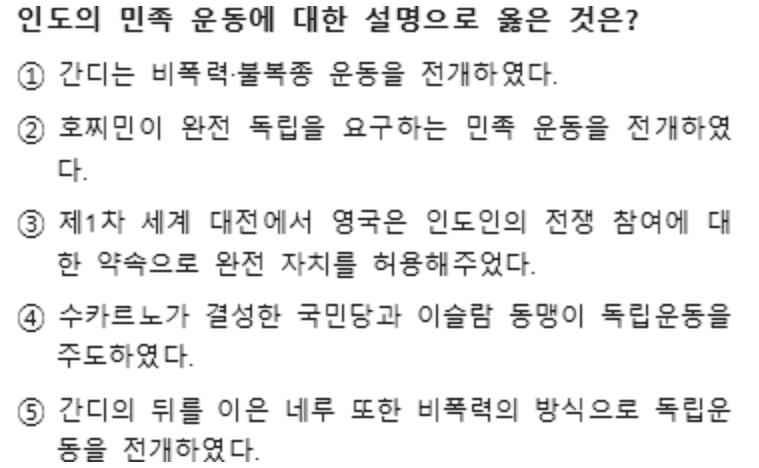 인도의 민족 운동에 대한 설명으로 옳은 것은?
① 간디는 비폭력·불복종 운동을 전개하였다.
② 호찌민이 완전 독립을 요구하는 민족 운동을 전개하였
다.
③ 제1차 세계 대전에서 영국은 인도인의 전쟁 참여에 대
한 약속으로 완전 자치를 허용해주었다.
④ 수카르노가 결성한 국민당과 이슬람 동맹이 독립운동을
주도하였다.
⑤ 간디의 뒤를 이은 네루 또한 비폭력의 방식으로 독립운
동을 전개하였다.